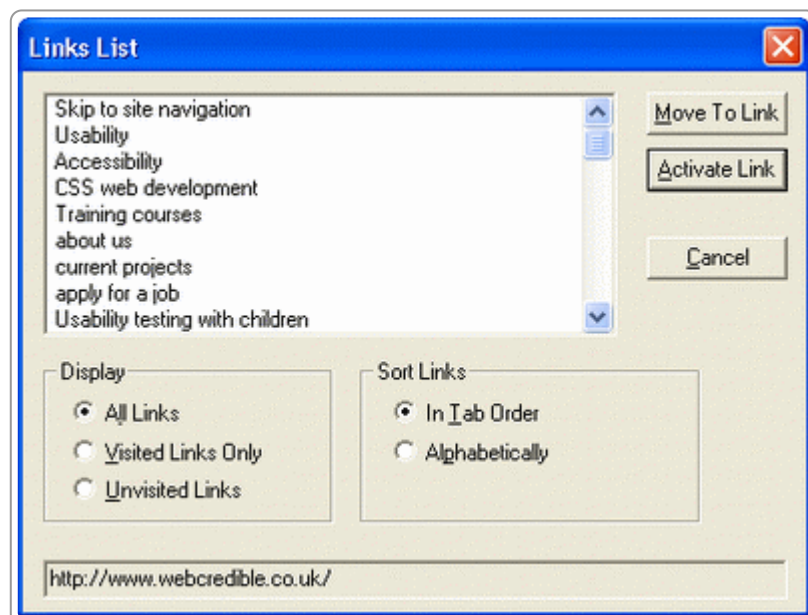 Links List
Skip to site navigation
Usability
Accessibility
CSS web development
Training courses
about us
current projects
apply for a job
Usability testing with children
Move To Link
Activate Link
Cancel
Display
All Links
Visited Links Only
Unvisited Links
Sort Links
In Tab Order
Alphabetically
http://www.webcredible.co.uk/